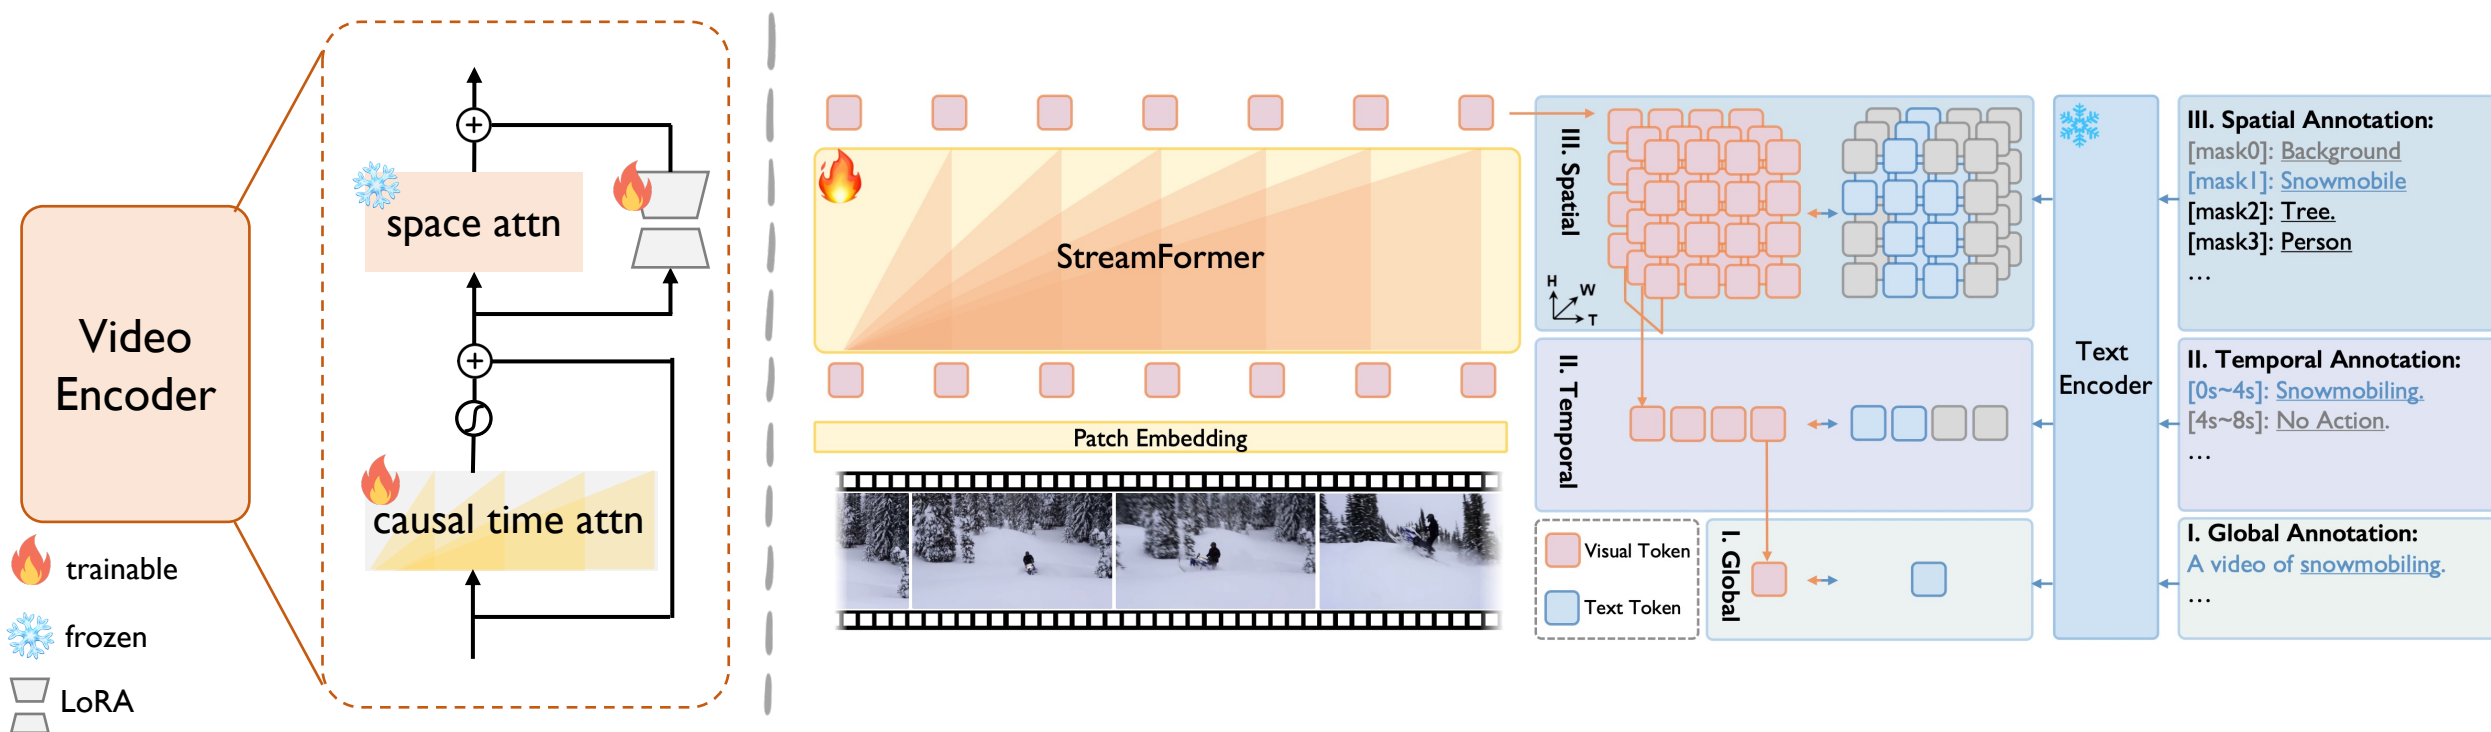 Video
Encoder
trainable
frozen
LoRA
space attn
causal time attn
StreamFormer
Patch Embedding
III. Spatial
H
W
T
II. Temporal
I. Global
Visual Token
Text Token
Text
Encoder
III. Spatial Annotation:
[mask0]: Background
[mask1]: Snowmobile
[mask2]: Tree.
[mask3]: Person
...
II. Temporal Annotation:
[0s~4s]: Snowmobiling.
[4s~8s]: No Action.
...
I. Global Annotation:
A video of snowmobiling.
...